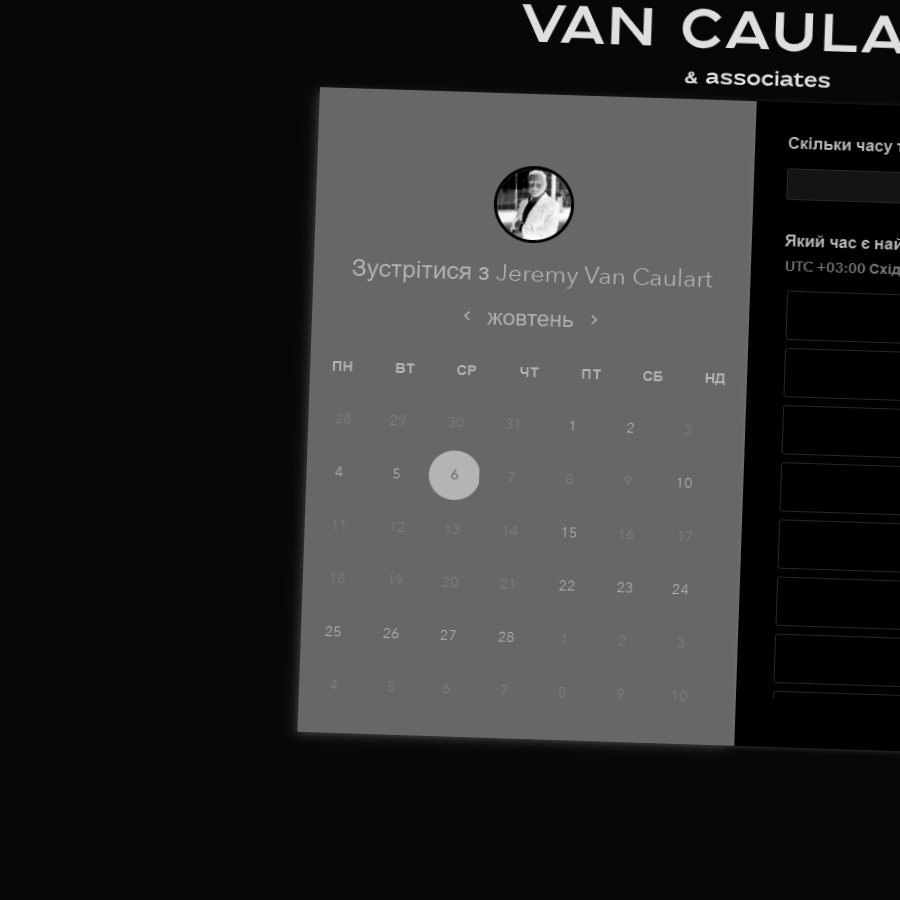 VAN CAULA
& associates
Зустрітися з Jeremy Van Caulart
жовтень
ПН ВТ СР ЧТ ПТ СБ НД
28 29 30 31 1 2 3
4 5 6 7 8 9 10
11 12 13 14 15 16 17
18 19 20 21 22 23 24
25 26 27 28 1 2 3
4 5 6 7 8 9 10
Скільки часу
Який час є
UTC +03:00